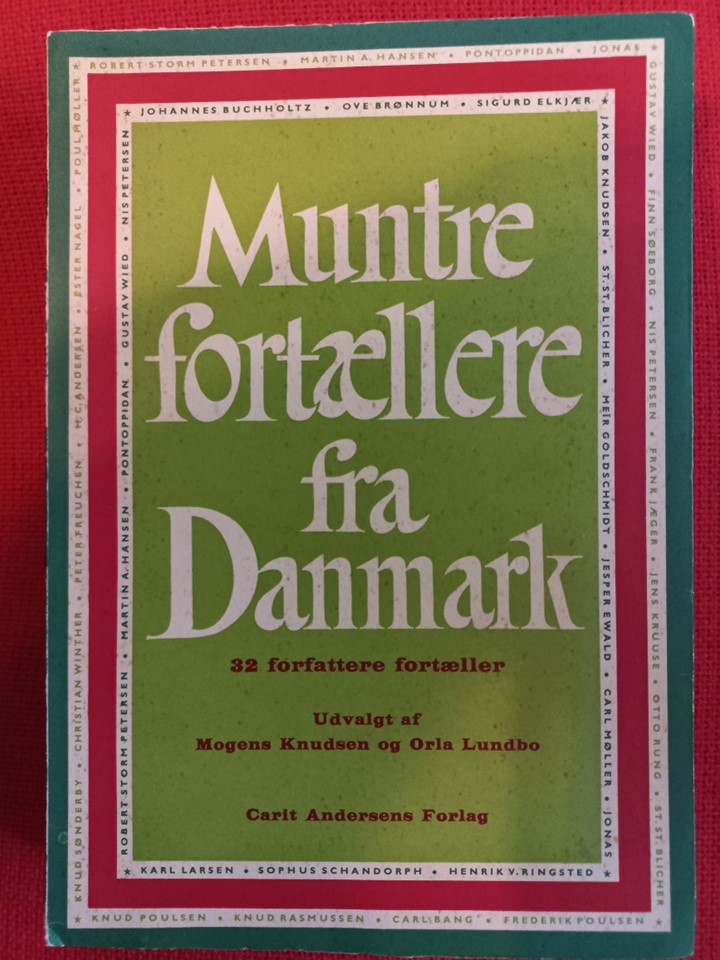 ROBERT STORM PETERSEN • MARTIN A. HANSEN • PONTOPPIDAN • JONAS
GUSTAV WIED • FINN SØEBORG • NIS PETERSEN • FRANK JÆGER • JENS KRUUSE • OTTO RUNG • ST. ST. BLICHER
KNUD SØNDERBY • CHRISTIAN WINTHER • PETER FREUCHEN • H.C. ANDERSEN • ESTER NAGEL • POUL MØLLER
JOHANNES BUCHHOLTZ • OVE BRØNNUM • SIGURD ELKJÆR
JAKOB KNUDSEN • ST. ST. BLICHER • MEÏR GOLDSCHMIDT • JESPER EWALD • CARL MØLLER • JONAS
ROBERT STORM PETERSEN • MARTIN A. HANSEN • PONTOPPIDAN • GUSTAV WIED • NIS PETERSEN
Muntre
fortællere
fra
Danmark
32 forfattere fortæller
Udvalgt af
Mogens Knudsen og Orla Lundbo
Carit Andersens Forlag
KARL LARSEN • SOPHUS SCHANDORPH • HENRIK V. RINGSTED
KNUD POULSEN • KNUD RASMUSSEN • CARL BANG • FREDERIK POULSEN